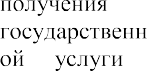 получения
государственн
ой услуги